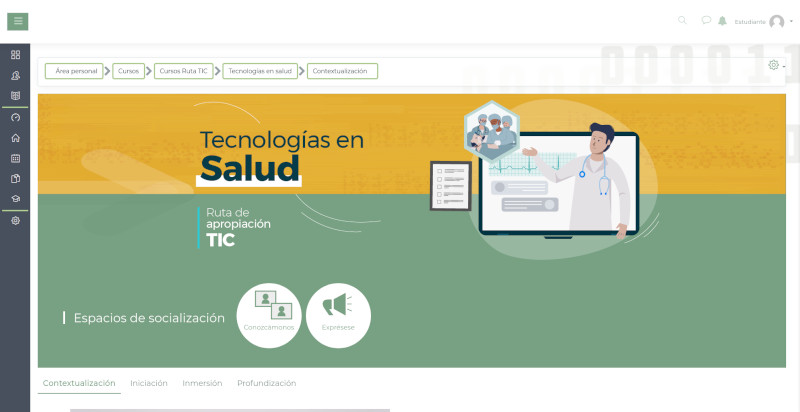 Estudiante
Área personal
Cursos
Cursos Ruta TIC
Tecnologías en salud
Contextualización
Tecnologías en
Salud
Ruta de
apropiación
TIC
Espacios de socialización
Conozcámonos
Exprésese
Contextualización
Iniciación
Inmersión
Profundización